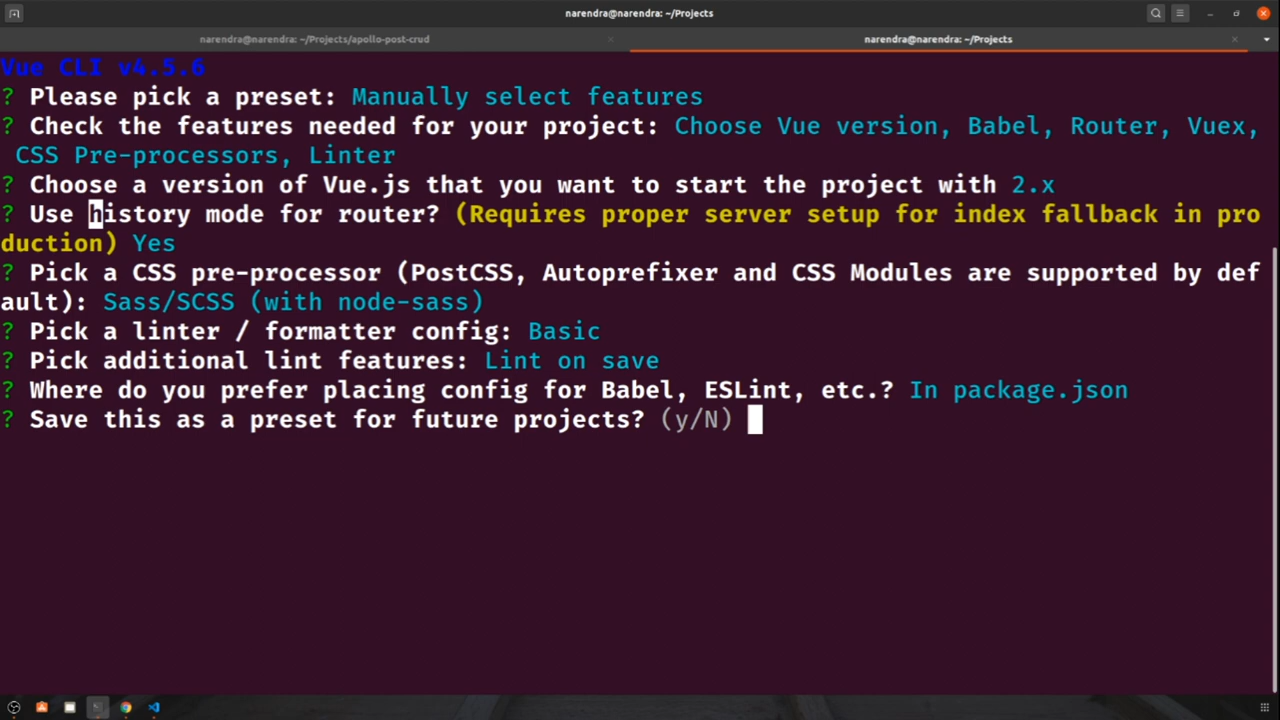 narendra@narendra: ~/Projects
narendra@narendra: ~/Projects/apollo-post-crud
narendra@narendra: ~/Projects
Vue CLI v4.5.6
? Please pick a preset: Manually select features
? Check the features needed for your project: Choose Vue version, Babel, Router, Vuex,
CSS Pre-processors, Linter
? Choose a version of Vue.js that you want to start the project with 2.x
? Use history mode for router? (Requires proper server setup for index fallback in pro
duction) Yes
? Pick a CSS pre-processor (PostCSS, Autoprefixer and CSS Modules are supported by def
ault): Sass/SCSS (with node-sass)
? Pick a linter / formatter config: Basic
? Pick additional lint features: Lint on save
? Where do you prefer placing config for Babel, ESLint, etc.? In package.json
? Save this as a preset for future projects? (y/N)